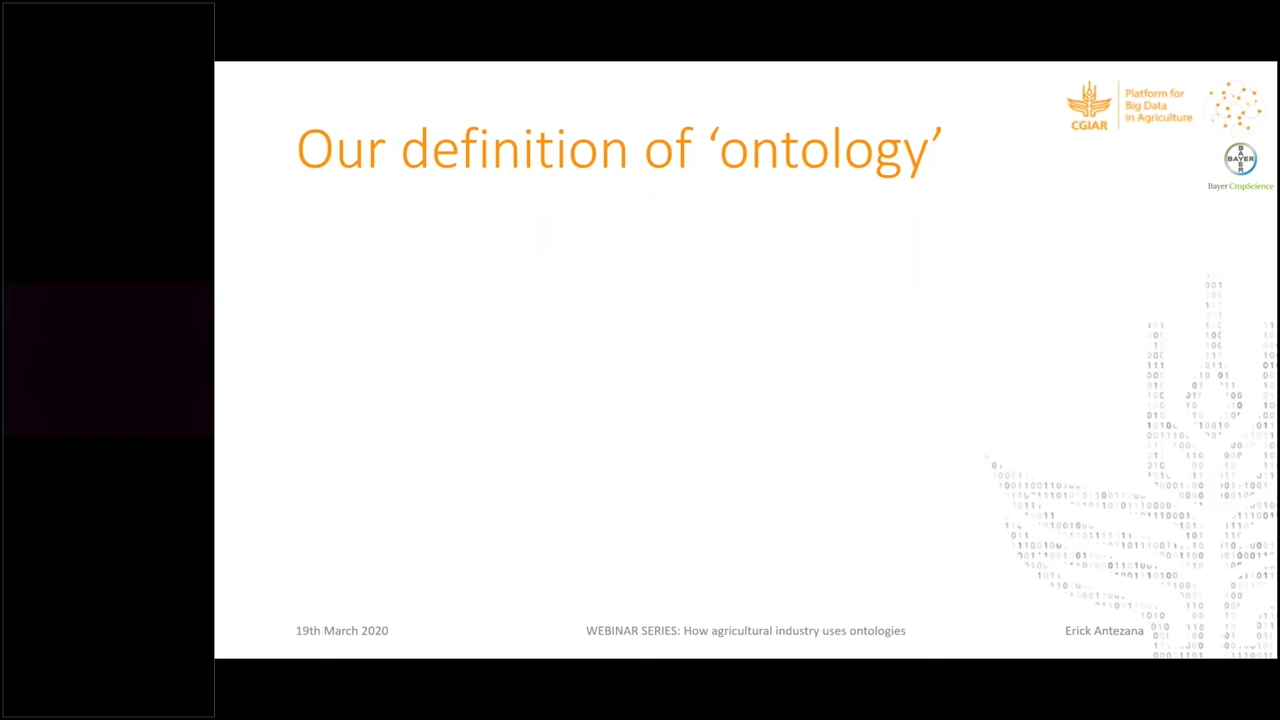 Our definition of ‘ontology’
CGIAR
Platform for
Big Data
in Agriculture
BAYER
Bayer CropScience
19th March 2020
WEBINAR SERIES: How agricultural industry uses ontologies
Erick Antezana